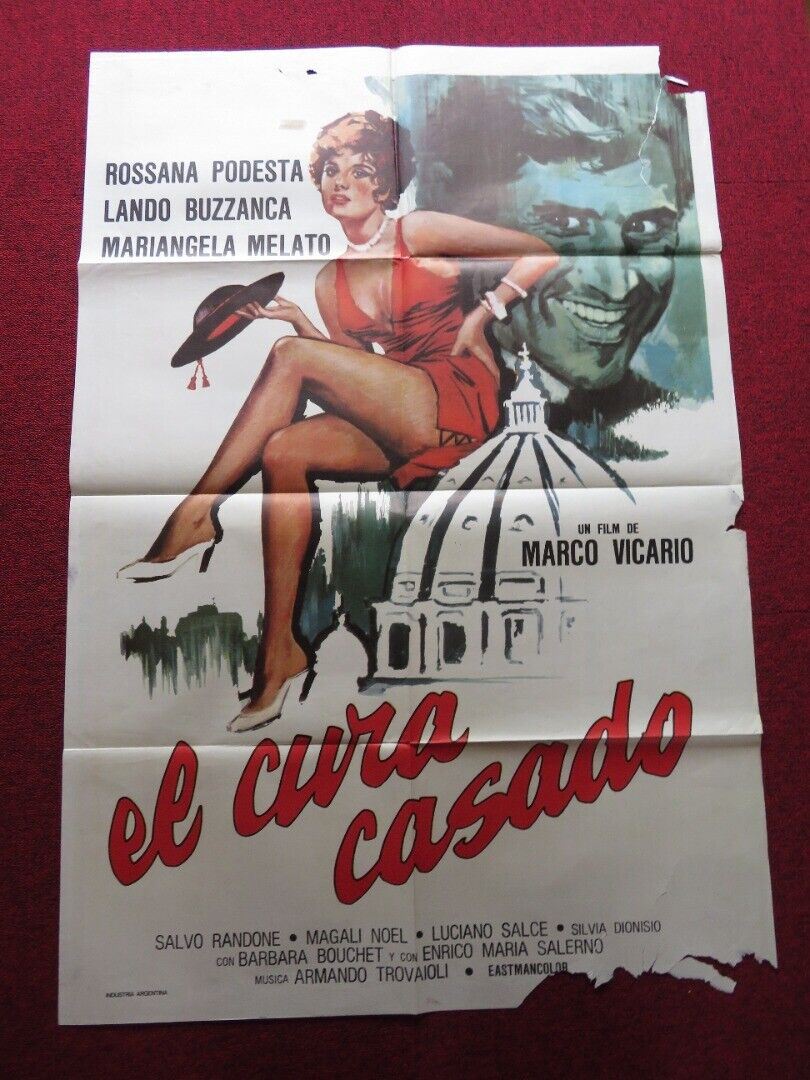 ROSSANA PODESTA
LANDO BUZZANCA
MARIANGELA MELATO
UN FILM DE
MARCO VICARIO
el cura
casado
SALVO RANDONE • MAGALI NOEL • LUCIANO SALCE • SILVIA DIONISIO
CON BARBARA BOUCHET Y CON ENRICO MARIA SALERNO
MUSICA ARMANDO TROVAIOLI • EASTMANCOLOR
INDUSTRIA ARGENTINA